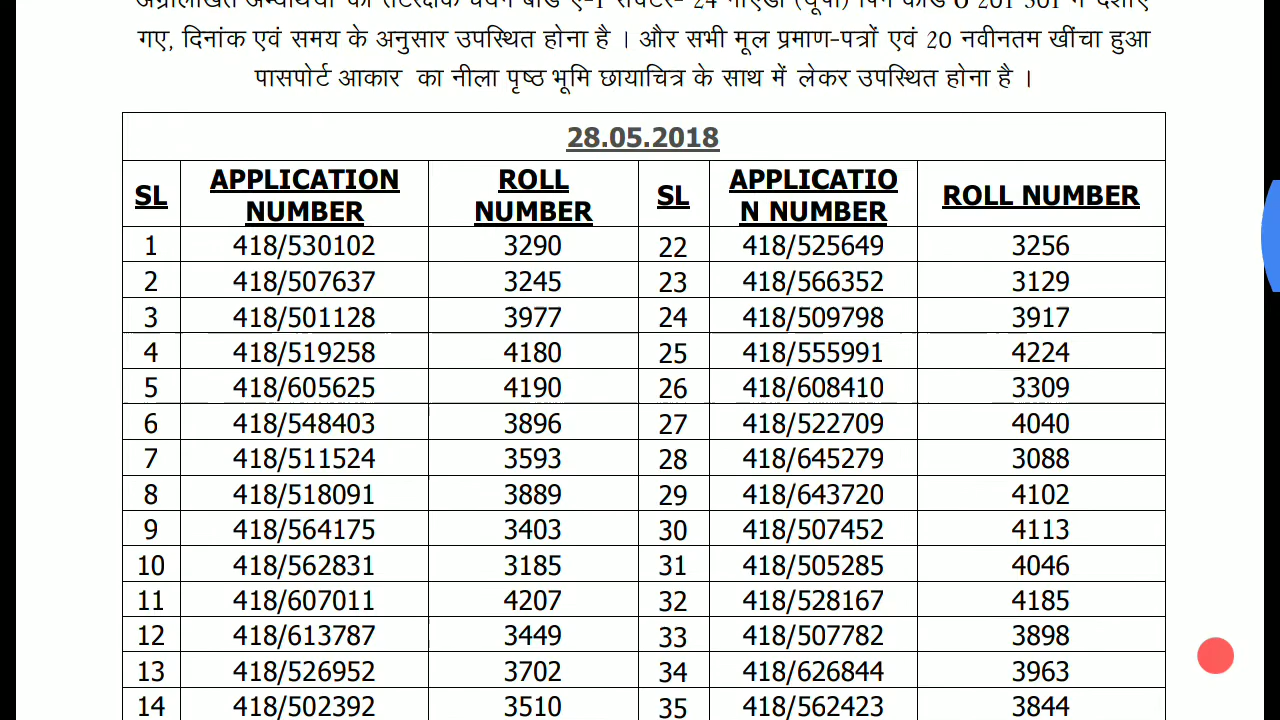 गए, दिनांक एवं समय के अनुसार उपस्थित होना है । और सभी मूल प्रमाण-पत्रों एवं 20 नवीनतम खींचा हुआ
पासपोर्ट आकार का नीला पृष्ठ भूमि छायाचित्र के साथ में लेकर उपस्थित होना है ।
28.05.2018
SL APPLICATION NUMBER ROLL NUMBER SL APPLICATIO N NUMBER ROLL NUMBER
1 418/530102 3290 22 418/525649 3256
2 418/507637 3245 23 418/566352 3129
3 418/501128 3977 24 418/509798 3917
4 418/519258 4180 25 418/555991 4224
5 418/605625 4190 26 418/608410 3309
6 418/548403 3896 27 418/522709 4040
7 418/511524 3593 28 418/645279 3088
8 418/518091 3889 29 418/643720 4102
9 418/564175 3403 30 418/507452 4113
10 418/562831 3185 31 418/505285 4046
11 418/607011 4207 32 418/528167 4185
12 418/613787 3449 33 418/507782 3898
13 418/526952 3702 34 418/626844 3963
14 418/502392 3510 35 418/562423 3844